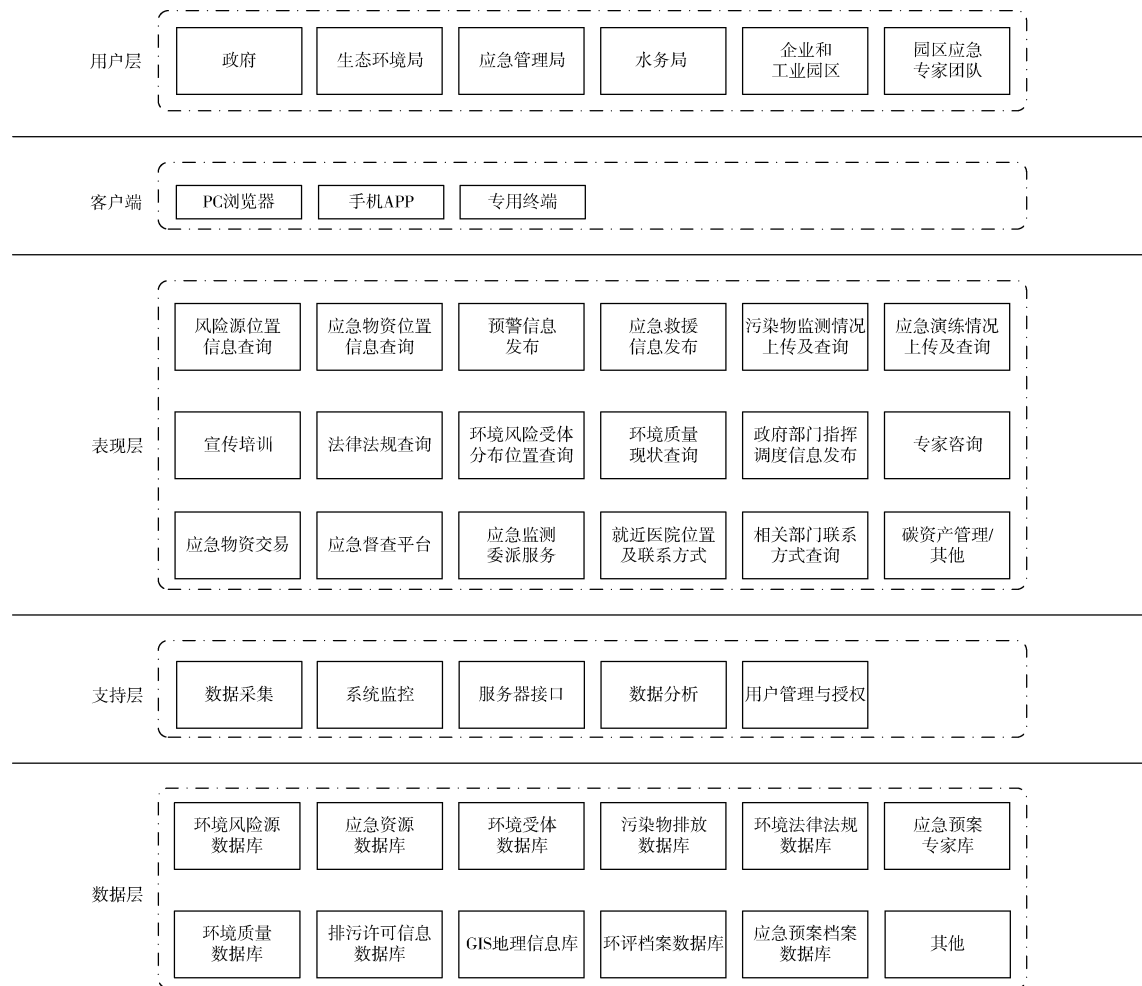 用户层
政府
生态环境局
应急管理局
水务局
企业和
工业园区
园区应急
专家团队
客户端
PC浏览器
手机APP
专用终端
表现层
风险源位置
信息查询
应急物资位置
信息查询
预警信息
发布
应急救援
信息发布
污染物监测情况
上传及查询
应急演练情况
上传及查询
宣传培训
法律法规查询
环境风险受体
分布位置查询
环境质量
现状查询
政府部门指挥
调度信息发布
专家咨询
应急物资交易
应急督查平台
应急监测
委派服务
就近医院位置
及联系方式
相关部门联系
方式查询
碳资产管理/
其他
支持层
数据采集
系统监控
服务器接口
数据分析
用户管理与授权
数据层
环境风险源
数据库
应急资源
数据库
环境受体
数据库
污染物排放
数据库
环境法律法规
数据库
应急预案
专家库
环境质量
数据库
排污许可信息
数据库
GIS地理信息库
环评档案数据库
应急预案档案
数据库
其他